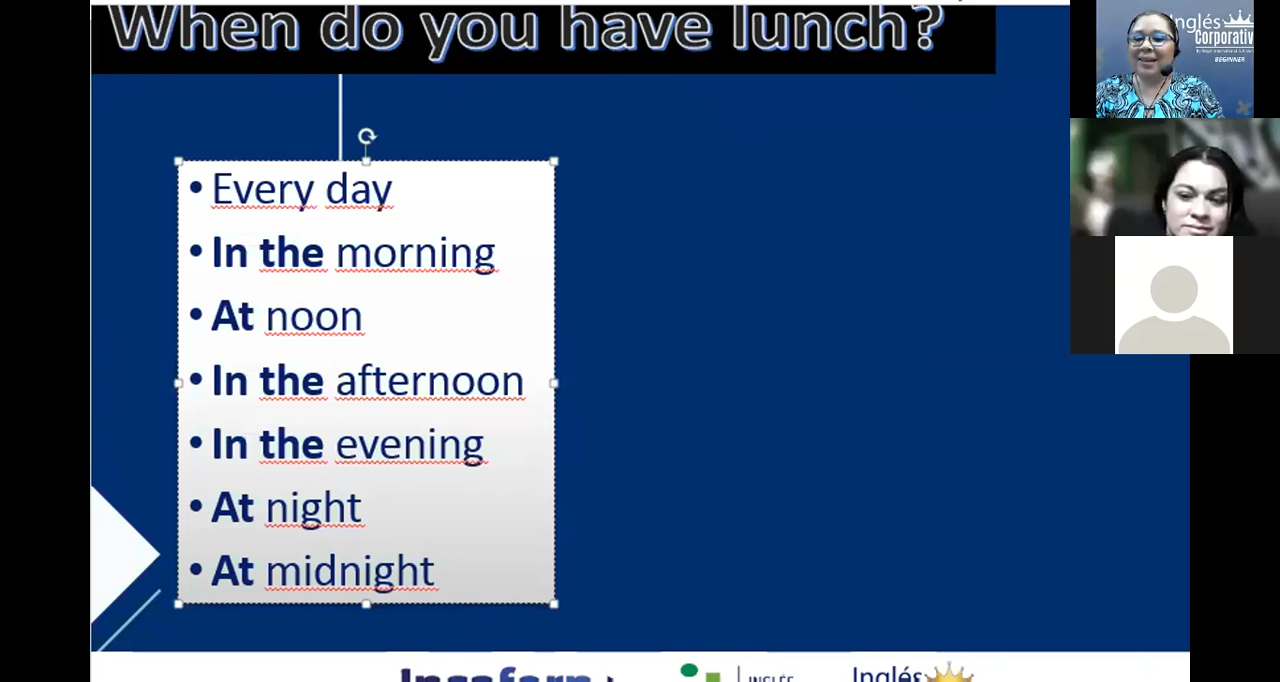 When do you have lunch?
• Every day
• In the morning
• At noon
• In the afternoon
• In the evening
• At night
• At midnight
Inglés
Corporativ
BEGINNER
Inglés